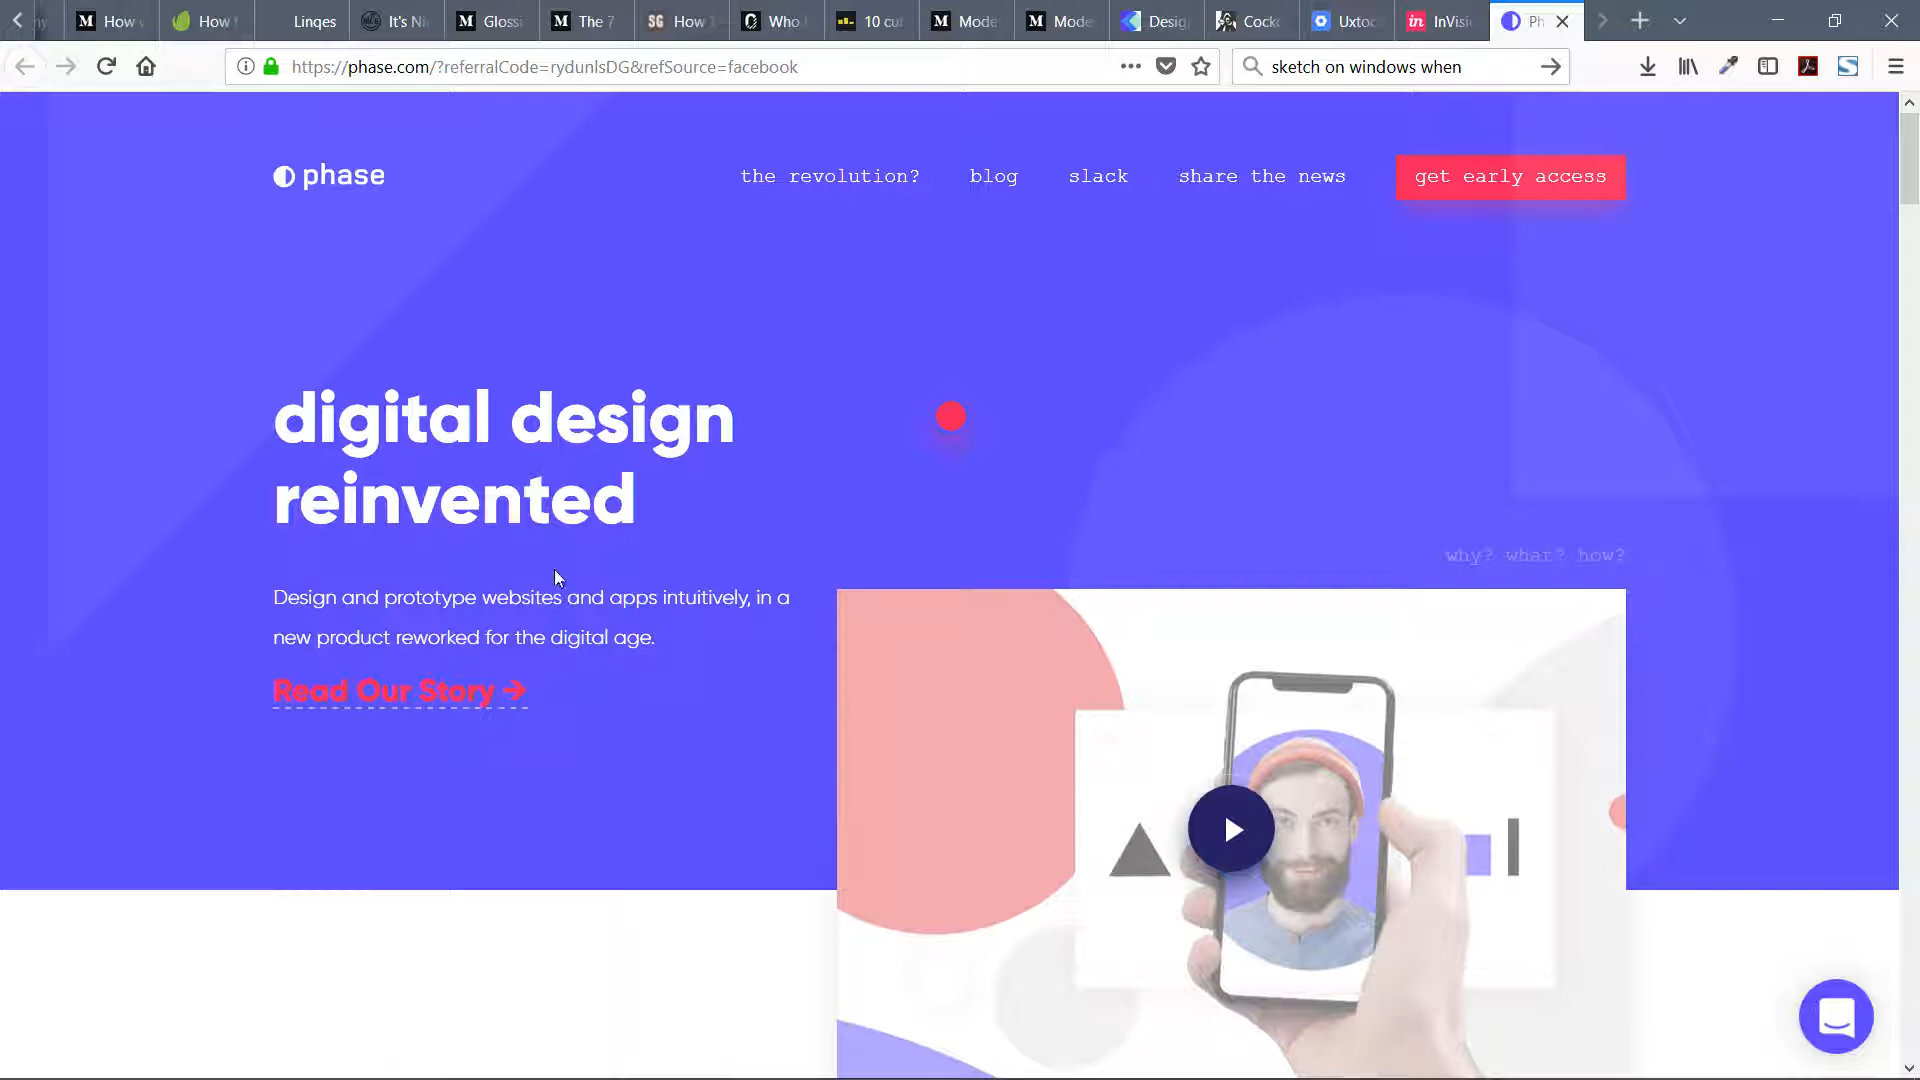 How
How
Linqes
It's Ni
Glossi
The 7
How
Who
10 cu
Mode
Mode
Desig
Cock
Uxtoo
InVisi
Ph
https://phase.com/?referralCode=rydunlsDG&refSource=facebook
sketch on windows when
phase
the revolution?
blog
slack
share the news
get early access
digital design
reinvented
why? what? how?
Design and prototype websites and apps intuitively, in a
new product reworked for the digital age.
Read Our Story →